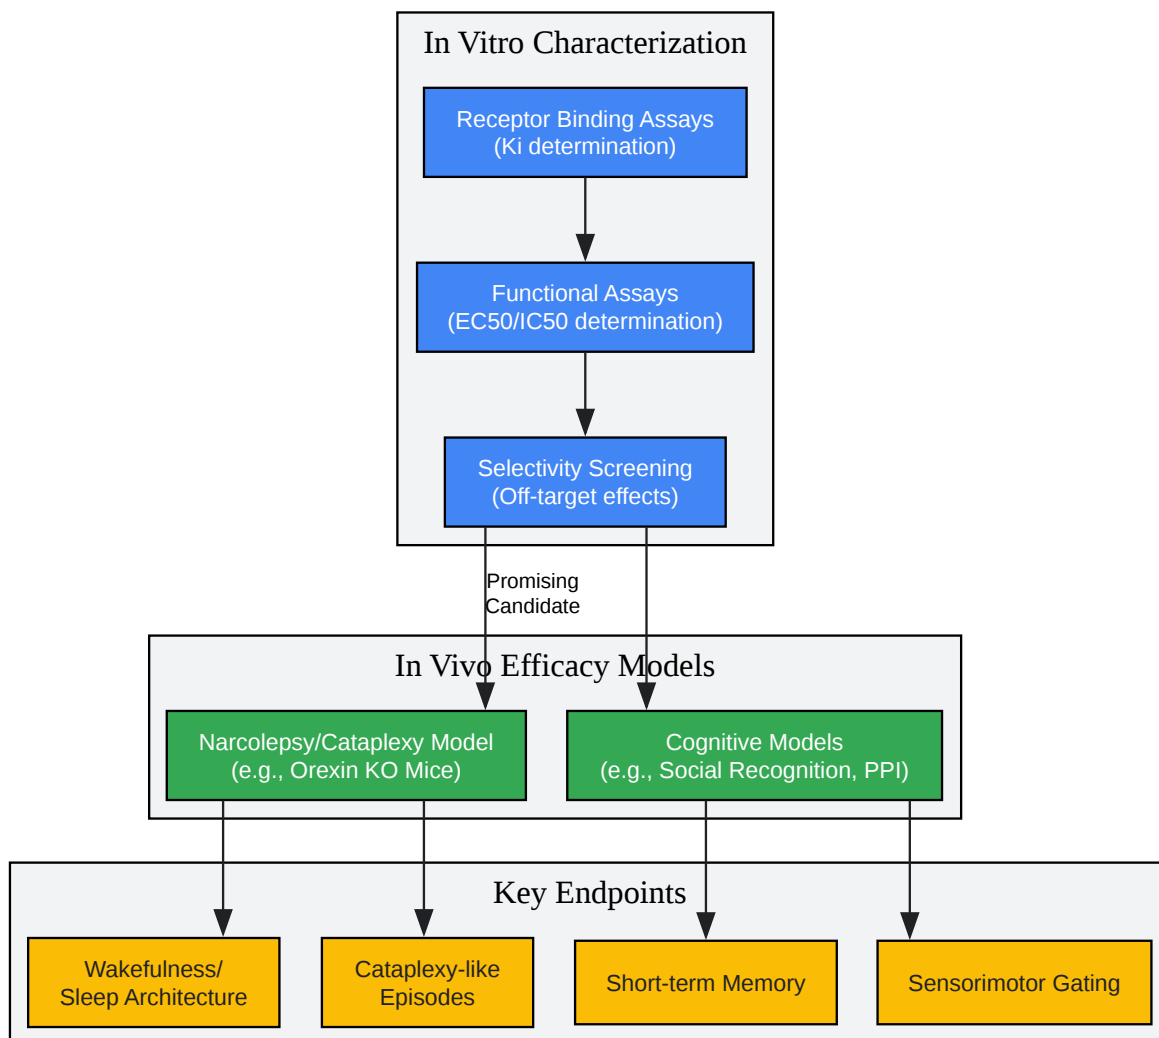 In Vitro Characterization
Receptor Binding Assays
(Ki determination)
Functional Assays
(EC50/IC50 determination)
Selectivity Screening
(Off-target effects)
Promising
Candidate
In Vivo Efficacy Models
Narcolepsy/Cataplexy Model
(e.g., Orexin KO Mice)
Cognitive Models
(e.g., Social Recognition, PPI)
Key Endpoints
Wakefulness/
Sleep Architecture
Cataplexy-like
Episodes
Short-term Memory
Sensorimotor Gating